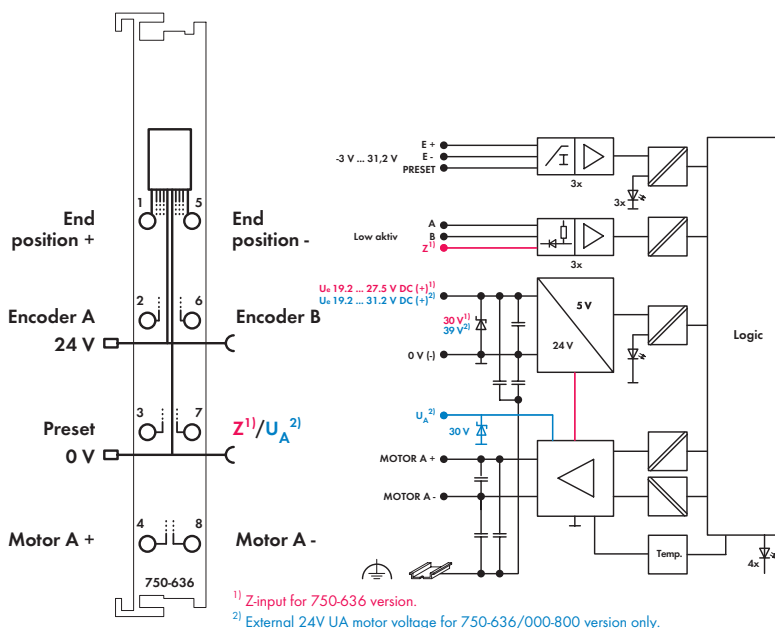 1
5
End
position +
End
position -
2
6
Encoder A
Encoder B
24 V
3
7
Preset
Z1)/UA2)
0 V
4
8
Motor A +
Motor A -
750-636
E +
-3 V ... 31,2 V
E -
PRESET
3x
3x
A
Low aktiv
B
Z1)
3x
Ue 19.2 ... 27.5 V DC (+)1)
Ue 19.2 ... 31.2 V DC (+)2)
30 V1)
39 V2)
5 V
24 V
Logic
0 V (-)
UA2)
30 V
MOTOR A +
MOTOR A -
Temp.
4x
1) Z-input for 750-636 version.
2) External 24V UA motor voltage for 750-636/000-800 version only.